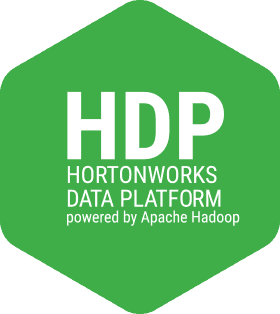 HDP
HORTONWORKS
DATA PLATFORM
powered by Apache Hadoop